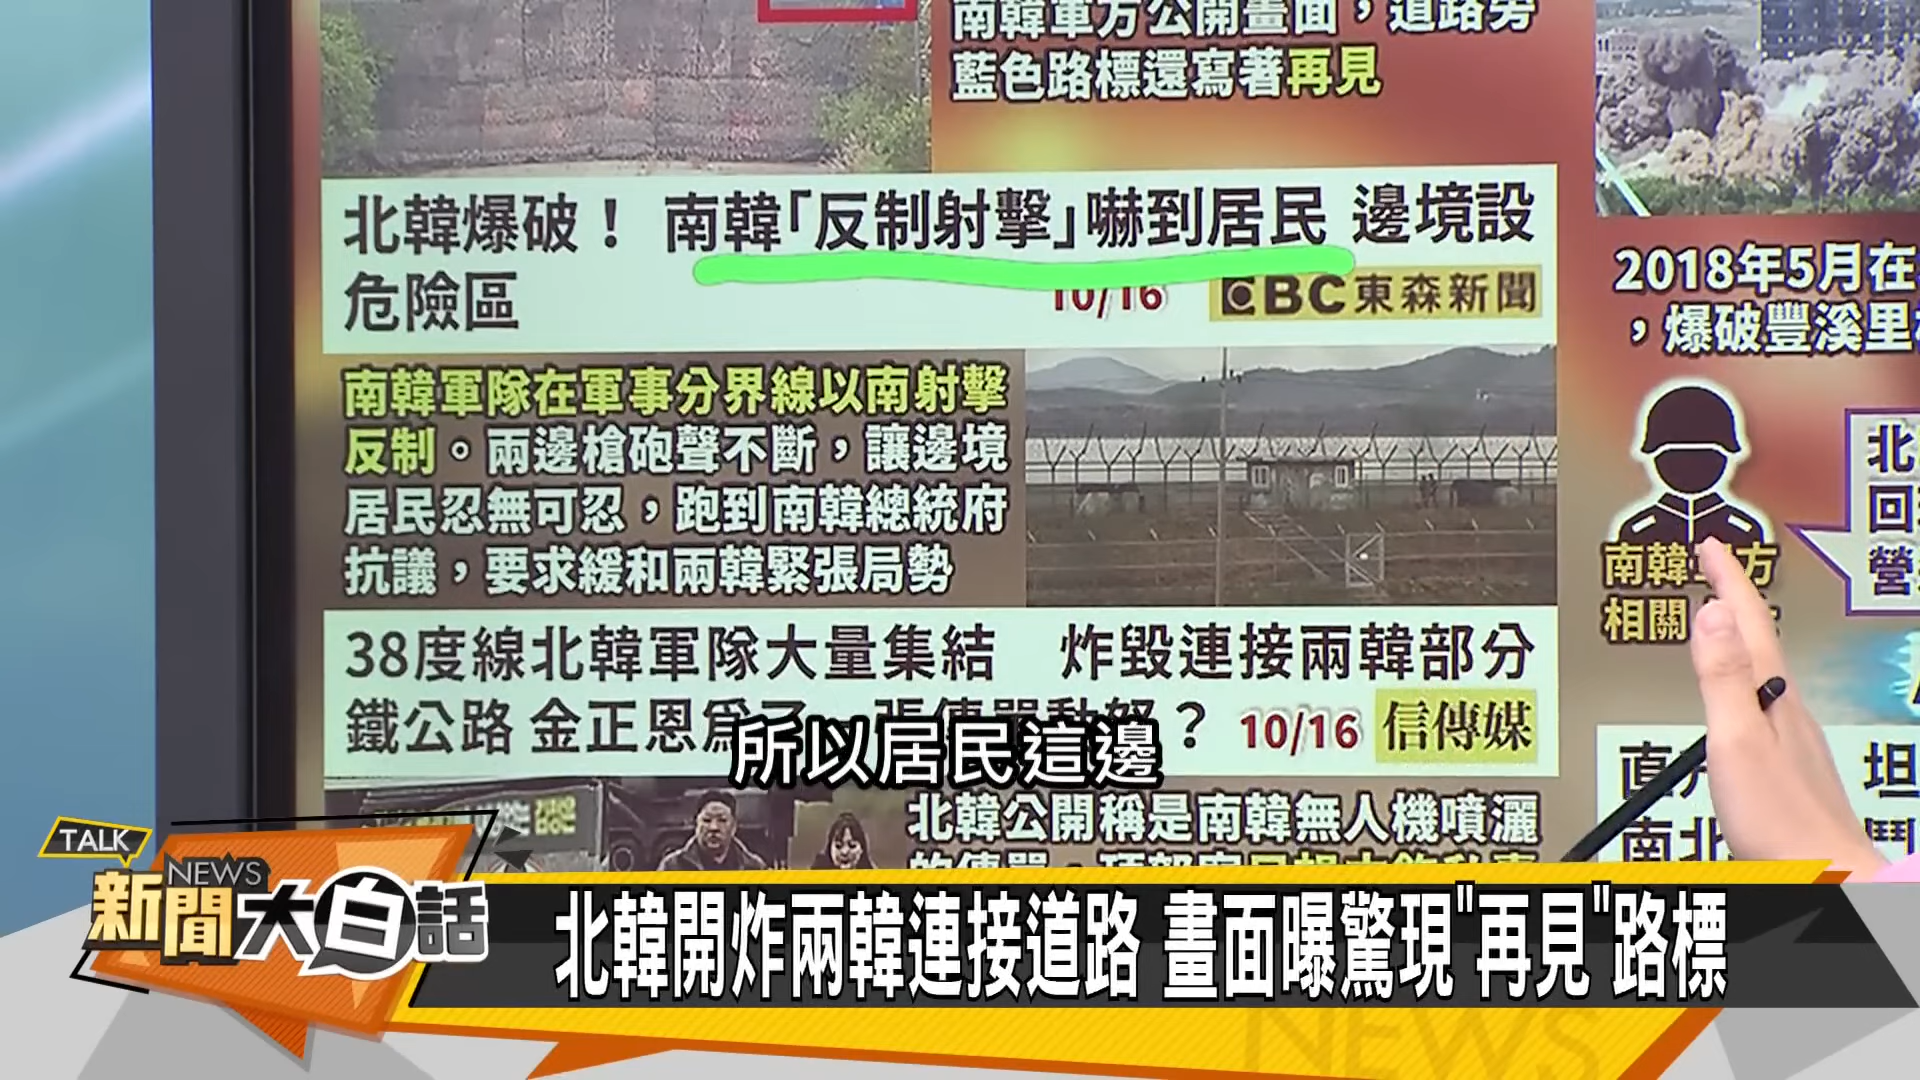 南韓軍方公開畫面，道路旁
藍色路標還寫著再見
北韓爆破！ 南韓「反制射擊」嚇到居民 邊境設
危險區
10/16 EBC東森新聞
南韓軍隊在軍事分界線以南射擊
反制。兩邊槍砲聲不斷，讓邊境
居民忍無可忍，跑到南韓總統府
抗議，要求緩和兩韓緊張局勢
38度線北韓軍隊大量集結 炸毀連接兩韓部分
鐵公路 金正恩為了 ？ 10/16 信傳媒
北韓公開稱是南韓無人機噴灑
2018年5月在
，爆破豐溪里
南韓 方
相關
北
回
營
直 坦
南北 鬥
所以居民這邊
TALK
NEWS
新聞大白話
北韓開炸兩韓連接道路 畫面曝驚現"再見"路標
NEWS